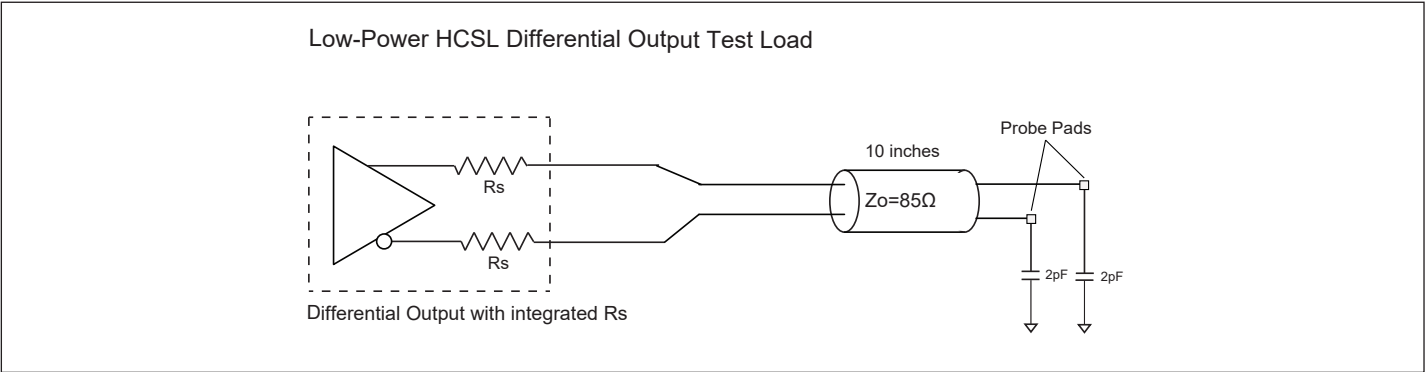 Low-Power HCSL Differential Output Test Load
Probe Pads
10 inches
Rs
Zo=85Ω
Rs
2pF
2pF
Differential Output with integrated Rs